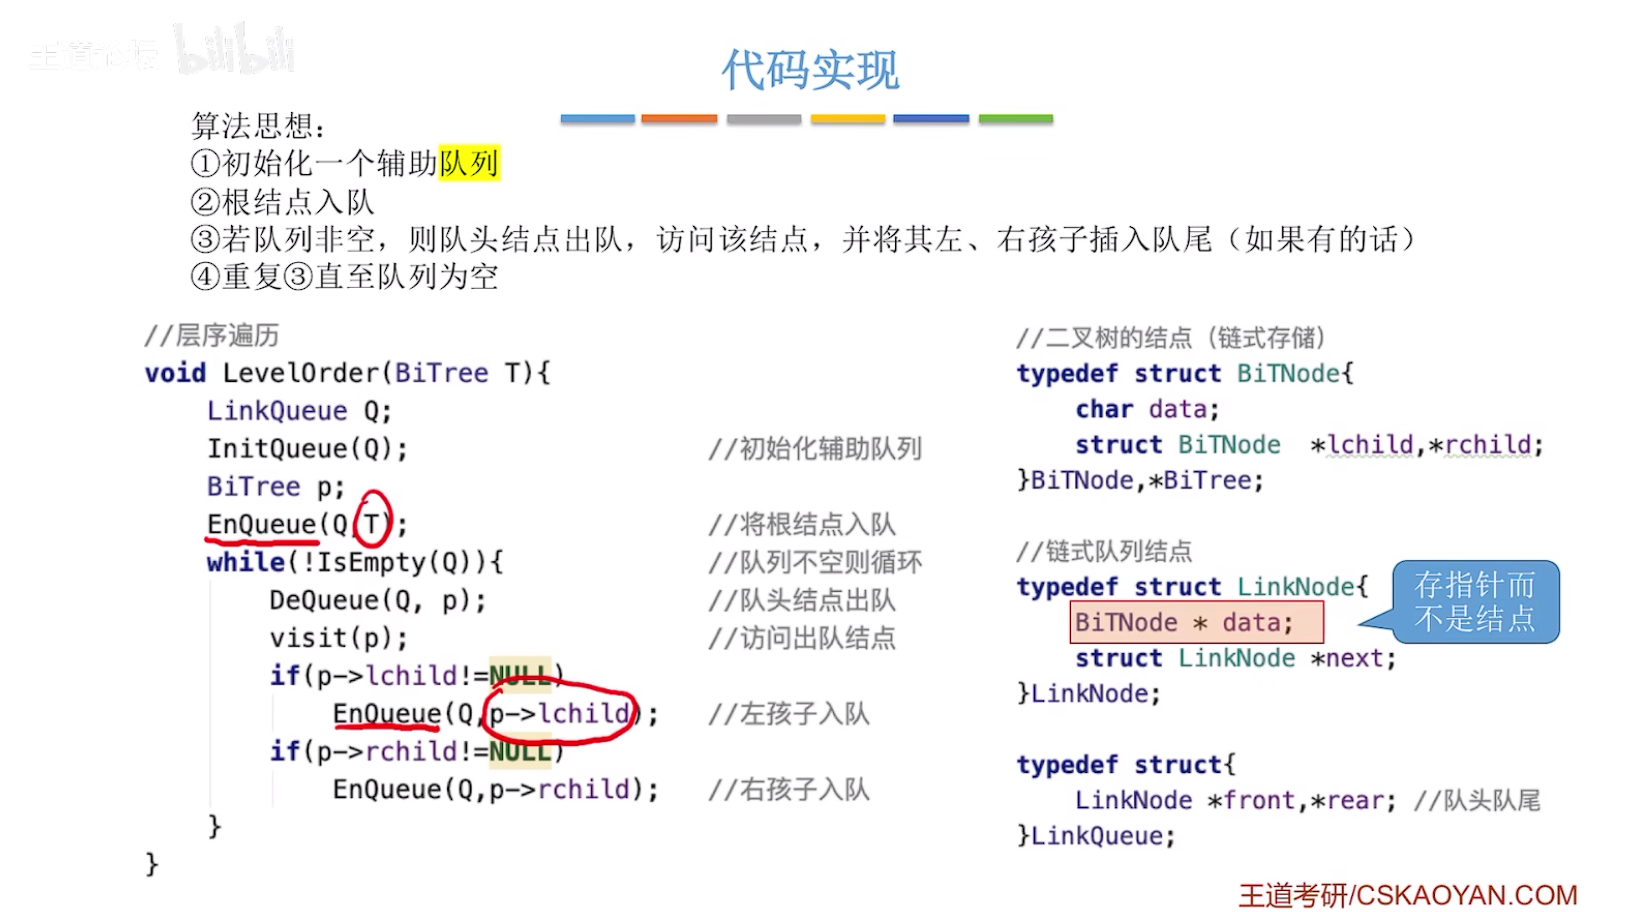 王道论坛 bilibili
代码实现
算法思想：
①初始化一个辅助队列
②根结点入队
③若队列非空，则队头结点出队，访问该结点，并将其左、右孩子插入队尾（如果有的话）
④重复③直至队列为空
//层序遍历
void LevelOrder(BiTree T){
LinkQueue Q;
InitQueue(Q); //初始化辅助队列
BiTree p;
EnQueue(Q,T); //将根结点入队
while(!IsEmpty(Q)){ //队列不空则循环
DeQueue(Q, p); //队头结点出队
visit(p); //访问出队结点
if(p->lchild!=NULL)
EnQueue(Q,p->lchild); //左孩子入队
if(p->rchild!=NULL)
EnQueue(Q,p->rchild); //右孩子入队
}
}
//二叉树的结点（链式存储）
typedef struct BiTNode{
char data;
struct BiTNode *lchild,*rchild;
}BiTNode,*BiTree;
//链式队列结点
typedef struct LinkNode{
BiTNode * data;
struct LinkNode *next;
}LinkNode;
存指针而
不是结点
typedef struct{
LinkNode *front,*rear; //队头队尾
}LinkQueue;
王道考研/CSKAOYAN.COM